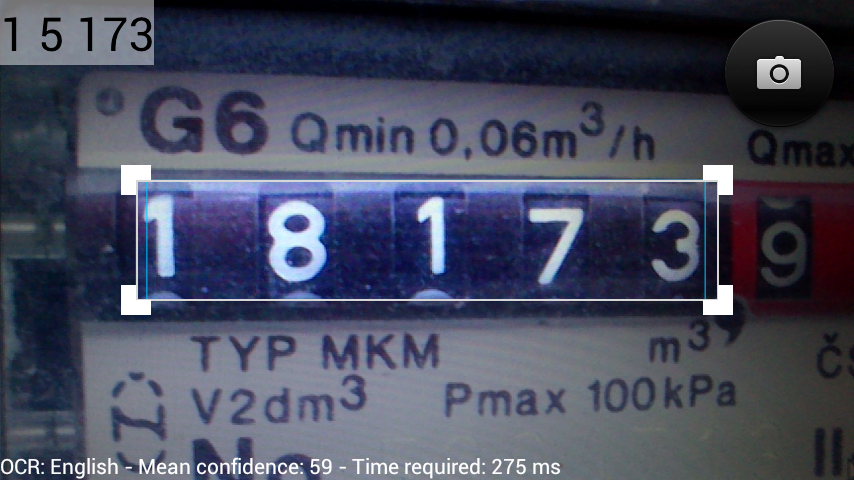 1 5 173
G6 Qmin 0,06m³/h Qmax
1 8 1 7 3 9
TYP MKM m³
V2dm³ Pmax 100kPa
OCR: English - Mean confidence: 59 - Time required: 275 ms